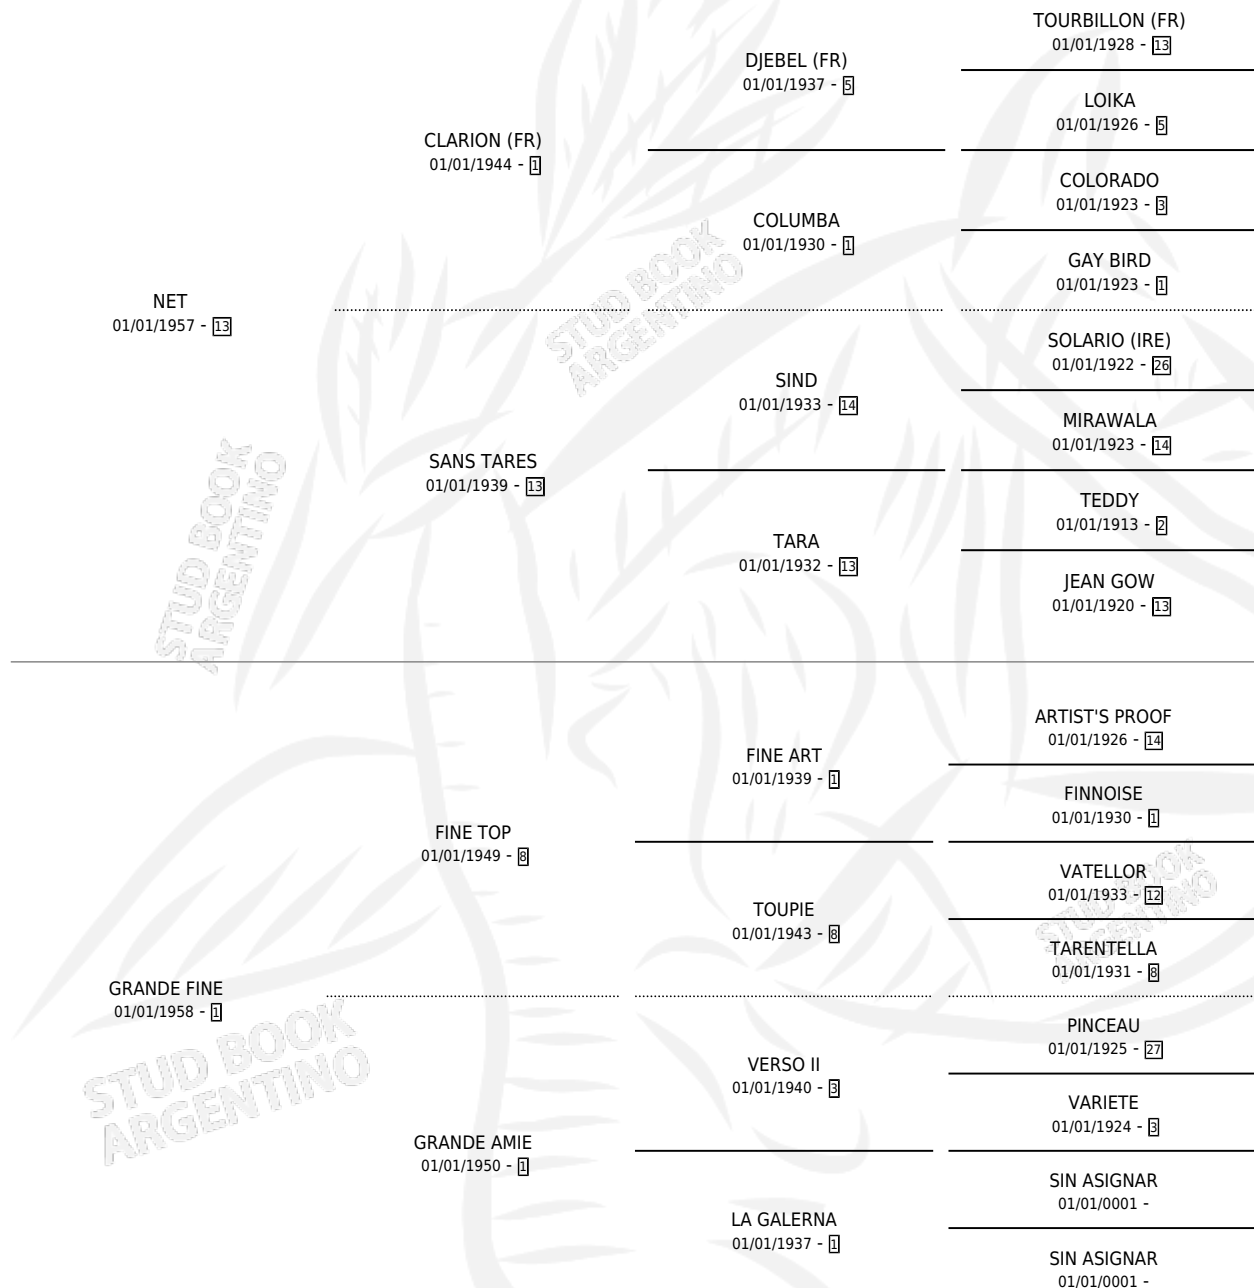 TOURBILLON (FR)
01/01/1928 - 13
DJEBEL (FR)
01/01/1937 - 5
LOIKA
01/01/1926 - 5
CLARION (FR)
01/01/1944 - 1
COLORADO
01/01/1923 - 3
COLUMBA
01/01/1930 - 1
GAY BIRD
01/01/1923 - 1
NET
01/01/1957 - 13
SOLARIO (IRE)
01/01/1922 - 26
SIND
01/01/1933 - 14
MIRAWALA
01/01/1923 - 14
SANS TARES
01/01/1939 - 13
TEDDY
01/01/1913 - 2
TARA
01/01/1932 - 13
JEAN GOW
01/01/1920 - 13
ARTIST'S PROOF
01/01/1926 - 14
FINE ART
01/01/1939 - 1
FINNOISE
01/01/1930 - 1
FINE TOP
01/01/1949 - 8
VATELLOR
01/01/1933 - 12
TOUPIE
01/01/1943 - 8
TARENTELLA
01/01/1931 - 8
GRANDE FINE
01/01/1958 - 1
PINCEAU
01/01/1925 - 27
VERSO II
01/01/1940 - 3
VARIETE
01/01/1924 - 3
GRANDE AMIE
01/01/1950 - 1
SIN ASIGNAR
01/01/0001 -
LA GALERNA
01/01/1937 - 1
SIN ASIGNAR
01/01/0001 -
STUD BOOK
ARGENTINO
STUD BOOK
ARGENTINO
STUD BOOK
ARGENTINO
STUD BOOK
ARGENTINO